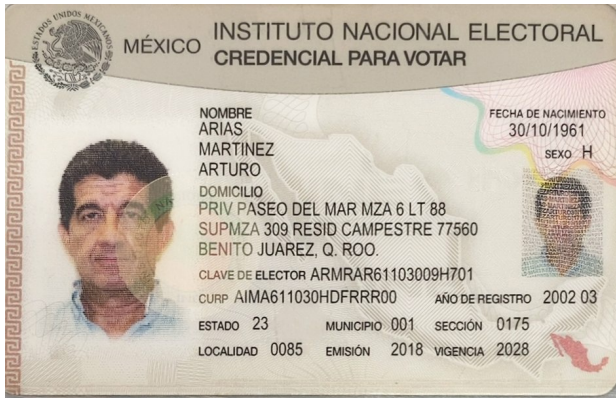 ESTADOS UNIDOS MEXICANOS
MÉXICO INSTITUTO NACIONAL ELECTORAL
CREDENCIAL PARA VOTAR
NOMBRE
ARIAS
MARTINEZ
ARTURO
FECHA DE NACIMIENTO
30/10/1961
SEXO H
DOMICILIO
PRIV PASEO DEL MAR MZA 6 LT 88
SUPMZA 309 RESID CAMPESTRE 77560
BENITO JUAREZ, Q. ROO.
CLAVE DE ELECTOR ARMRAR61103009H701
CURP AIMA611030HDFRRR00 AÑO DE REGISTRO 2002 03
ESTADO 23 MUNICIPIO 001 SECCIÓN 0175
LOCALIDAD 0085 EMISIÓN 2018 VIGENCIA 2028